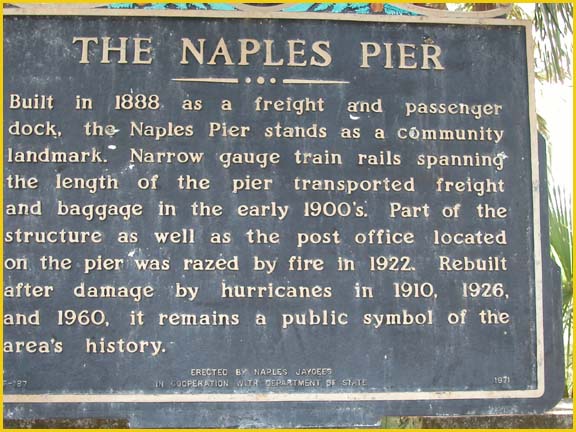 THE NAPLES PIER
Built in 1888 as a freight and passenger
dock, the Naples Pier stands as a community
landmark. Narrow gauge train rails spanning
the length of the pier transported freight
and baggage in the early 1900's. Part of the
structure as well as the post office located
on the pier was razed by fire in 1922. Rebuilt
after damage by hurricanes in 1910, 1926,
and 1960, it remains a public symbol of the
area's history.
ERECTED BY NAPLES JAYCEES
F-187 IN COOPERATION WITH DEPARTMENT OF STATE 1971